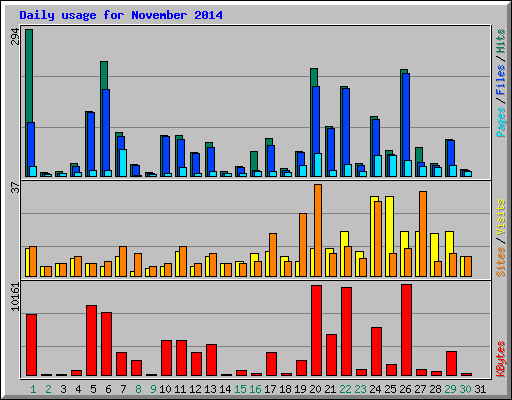 Daily usage for November 2014
294
Pages / Files / Hits
37
Sites / Visits
10161
KBytes
1 2 3 4 5 6 7 8 9 10 11 12 13 14 15 16 17 18 19 20 21 22 23 24 25 26 27 28 29 30 31